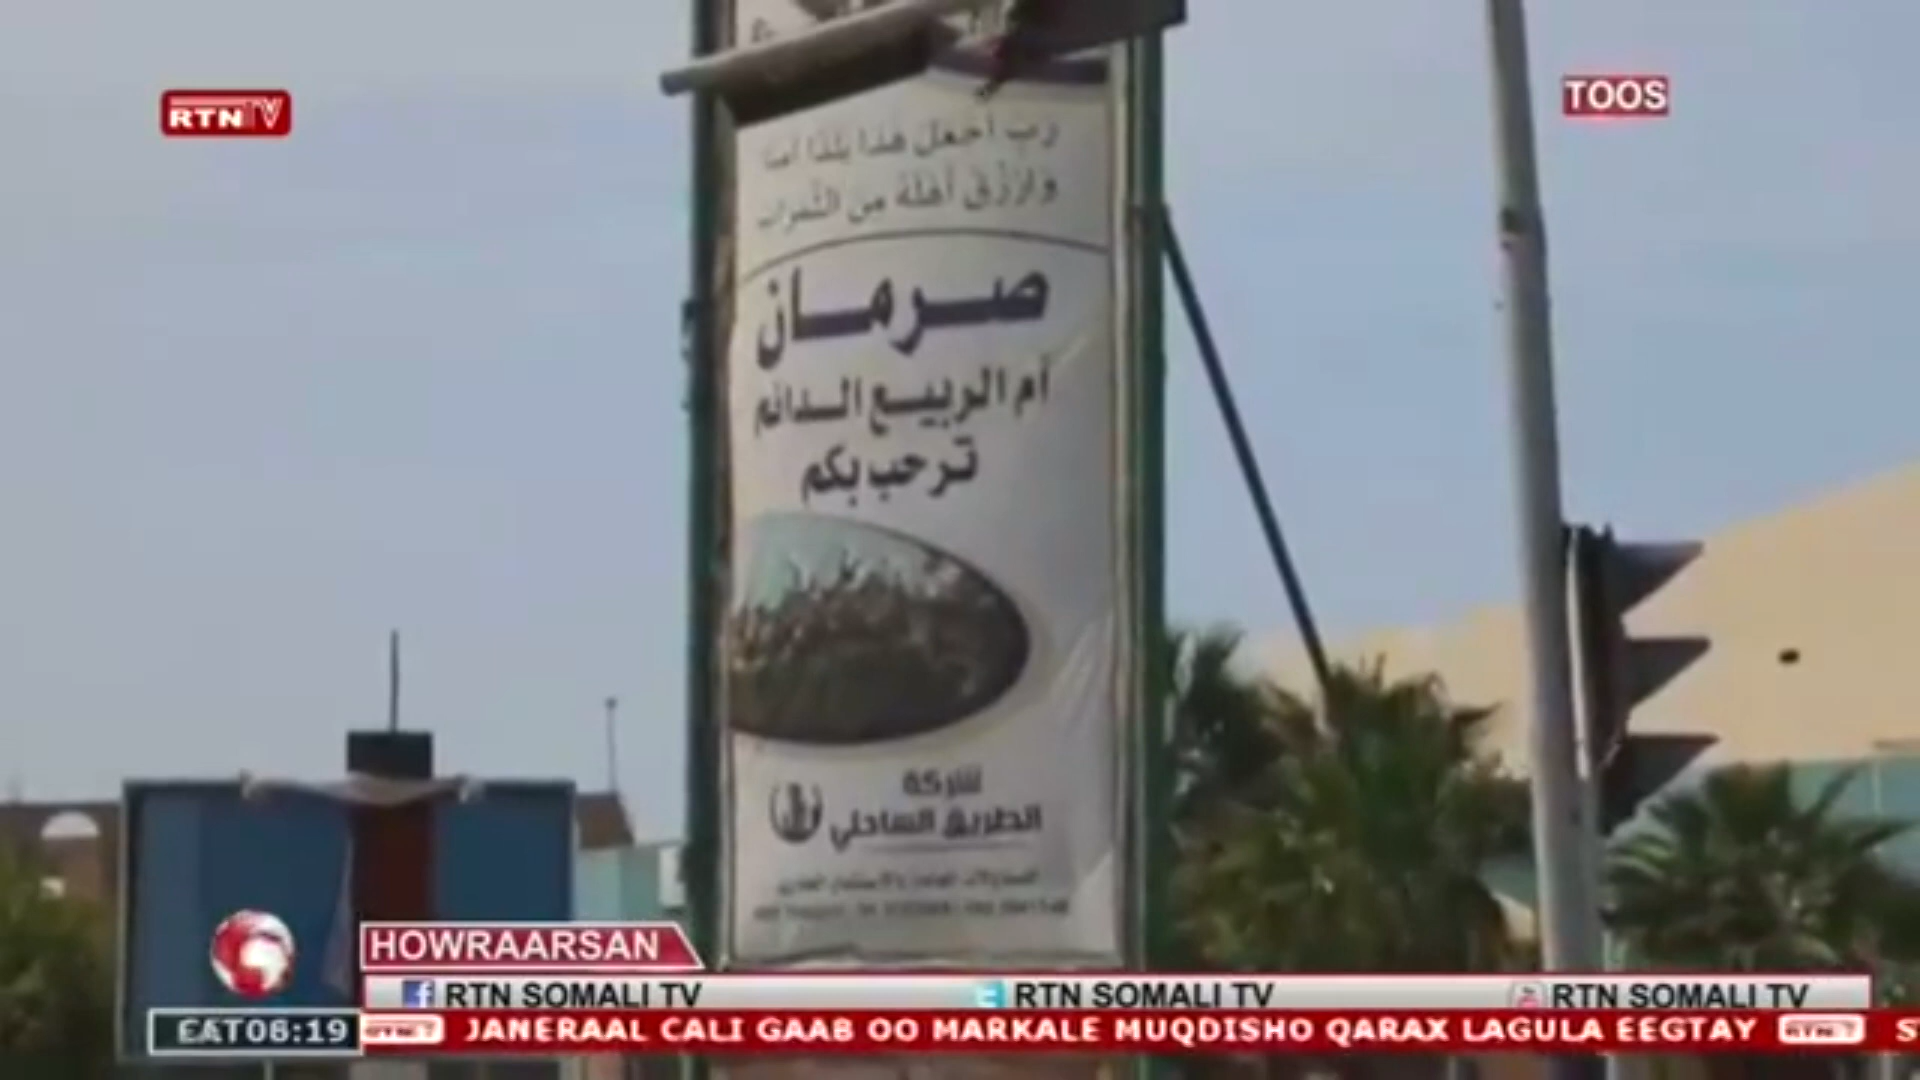 RTN TV
TOOS
رب اجعل هذا بلدا آمنا
وارزق أهله من الثمرات
صرمان
أم الربيع الدائم
ترحب بكم
شركة
الطريق الساحلي
HOWRAARSAN
RTN SOMALI TV RTN SOMALI TV RTN SOMALI TV
EAT06:19 JANERAAL CALI GAAB OO MARKALE MUQDISHO QARAX LAGULA EEGTAY